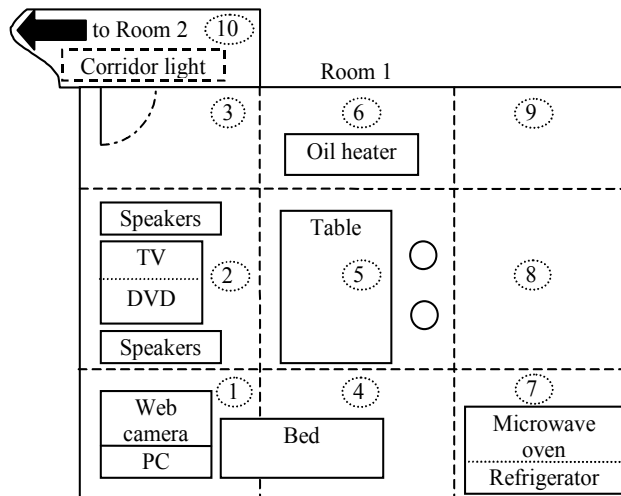 to Room 2
10
Corridor light
Room 1
3
6
9
Oil heater
Speakers
Table
TV
DVD
2
5
8
Speakers
1
4
7
Web
camera
PC
Bed
Microwave
oven
Refrigerator